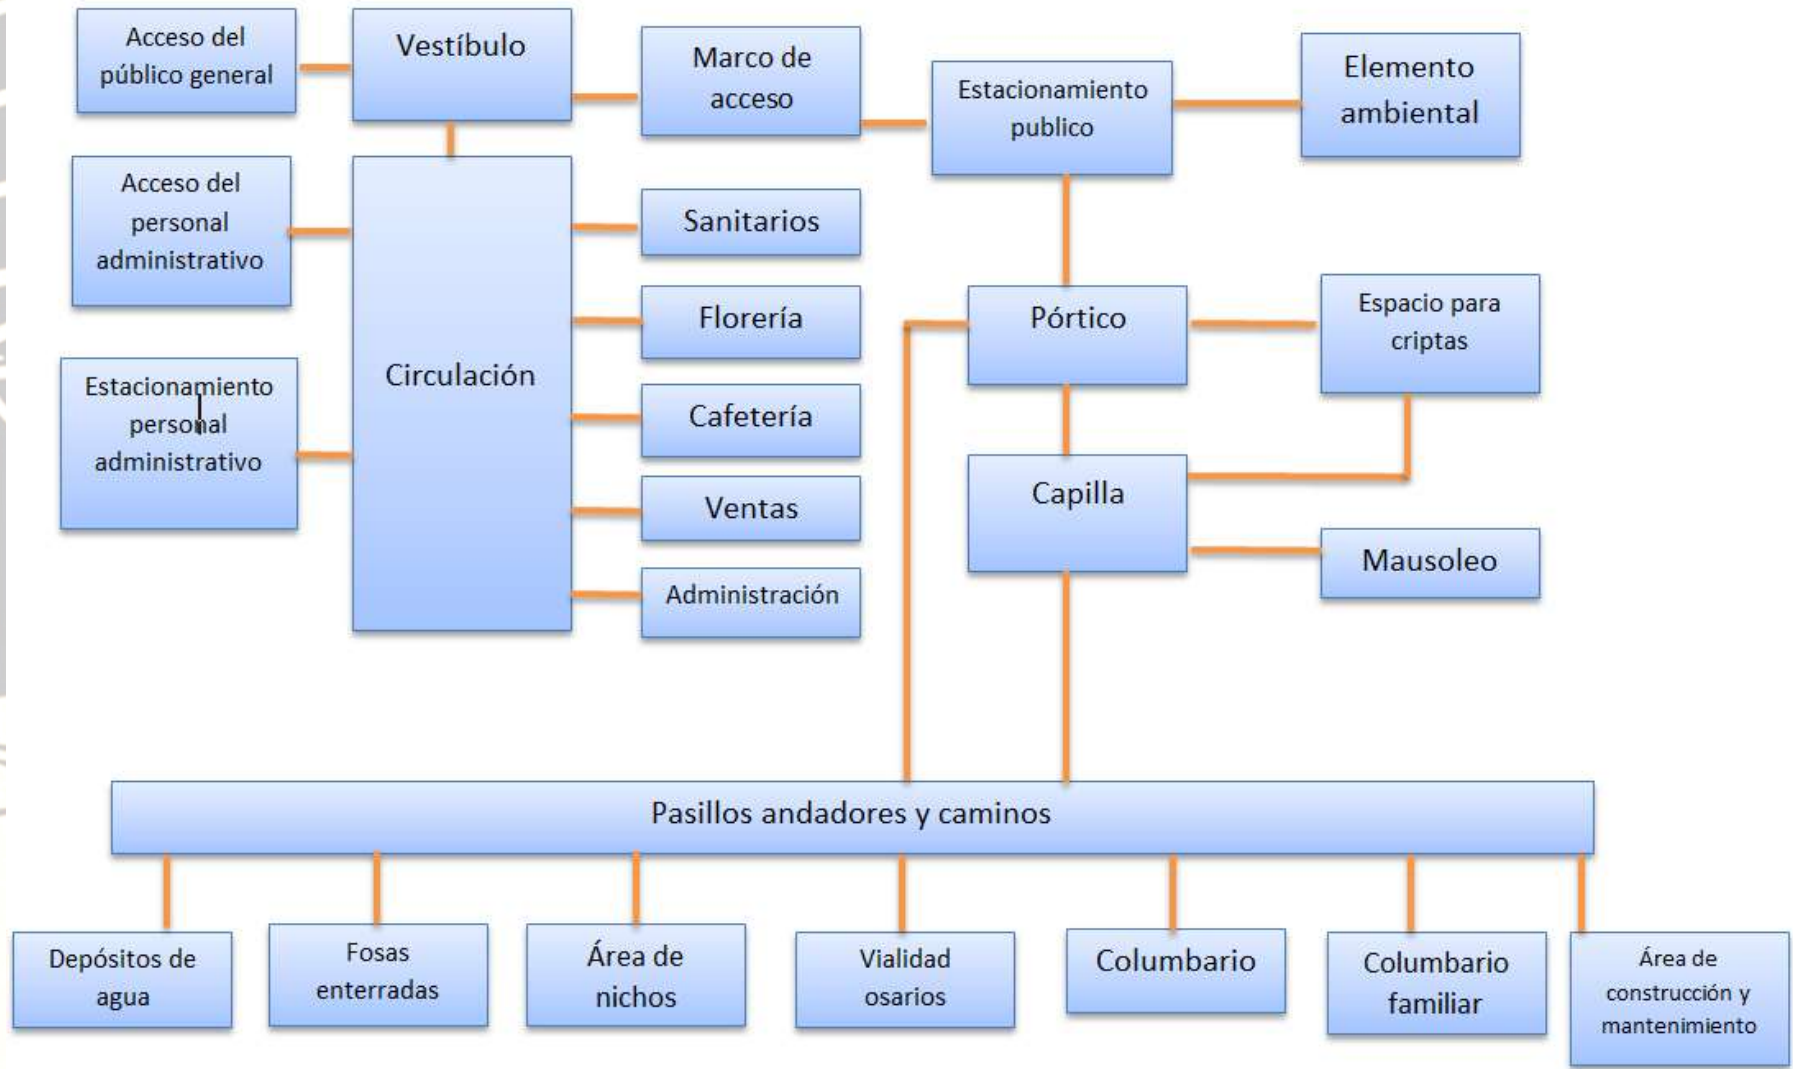 Acceso del
público general
Vestíbulo
Marco de
acceso
Estacionamiento
publico
Elemento
ambiental
Acceso del
personal
administrativo
Sanitarios
Florería
Pórtico
Espacio para
criptas
Estacionamiento
personal
administrativo
Circulación
Cafetería
Capilla
Ventas
Mausoleo
Administración
Pasillos andadores y caminos
Depósitos de
agua
Fosas
enterradas
Área de
nichos
Vialidad
osarios
Columbario
Columbario
familiar
Área de
construcción y
mantenimiento